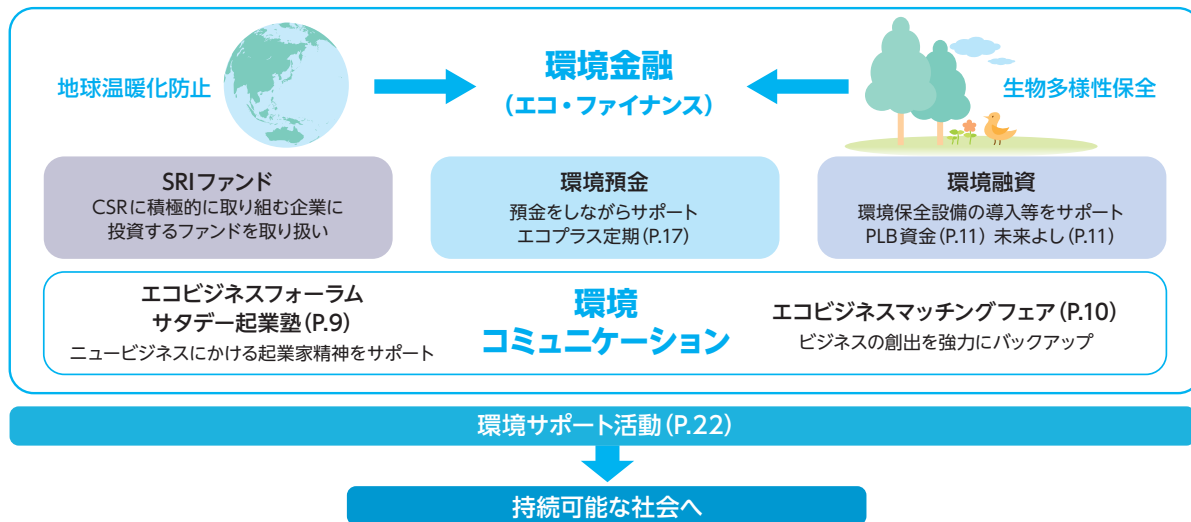 地球温暖化防止
環境金融
(エコ・ファイナンス)
生物多様性保全
SRIファンド
CSRに積極的に取り組む企業に
投資するファンドを取り扱い
環境預金
預金をしながらサポート
エコプラス定期(P.17)
環境融資
環境保全設備の導入等をサポート
PLB資金(P.11) 未来よし(P.11)
エコビジネスフォーラム
サタデー起業塾(P.9)
ニュービジネスにかける起業家精神をサポート
環境
コミュニケーション
エコビジネスマッチングフェア(P.10)
ビジネスの創出を強力にバックアップ
環境サポート活動(P.22)
持続可能な社会へ